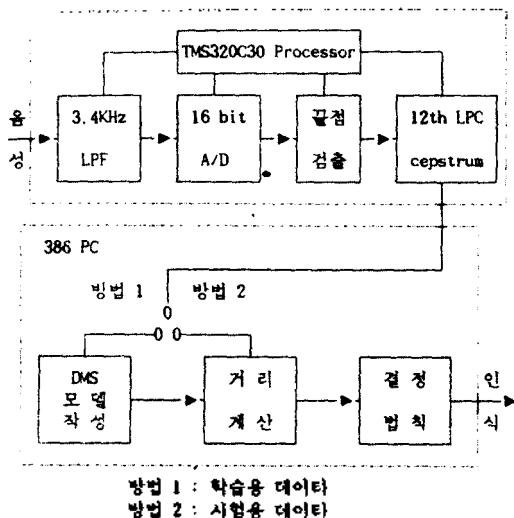 TMS320C30 Processor
음성
3.4KHz
LPF
16 bit
A/D
끝점
검출
12th LPC
cepstrum
386 PC
방법 1
방법 2
DMS
모델
작성
거리
계산
결정
법칙
인식
방법 1 : 학습용 데이타
방법 2 : 시험용 데이타